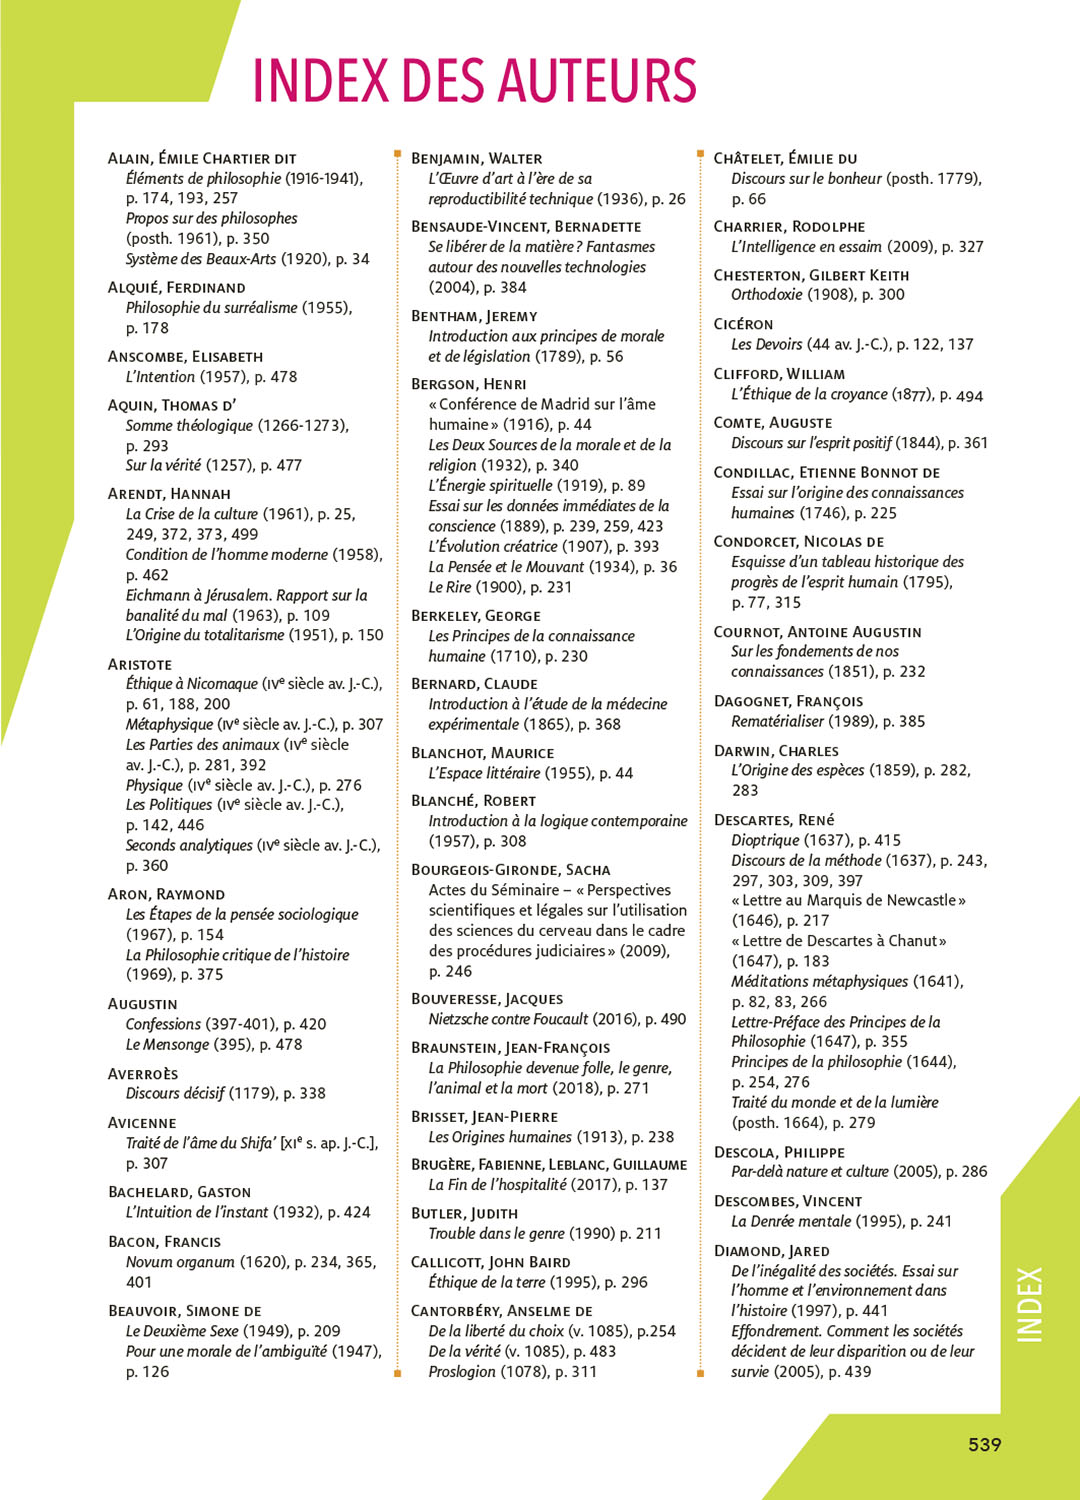 INDEX DES AUTEURS
Alain, Émile Chartier dit
Éléments de philosophie (1916-1941),
p. 174, 193, 257
Propos sur des philosophes
(posth. 1961), p. 350
Système des Beaux-Arts (1920), p. 34
Alquié, Ferdinand
Philosophie du surréalisme (1955),
p. 178
Anscombe, Elisabeth
L'Intention (1957), p. 478
Aquin, Thomas d'
Somme théologique (1266-1273),
p. 293
Sur la vérité (1257), p. 477
Arendt, Hannah
La Crise de la culture (1961), p. 25,
249, 372, 373, 499
Condition de l'homme moderne (1958),
p. 462
Eichmann à Jérusalem. Rapport sur la
banalité du mal (1963), p. 109
L'Origine du totalitarisme (1951), p. 150
Aristote
Éthique à Nicomaque (IVe siècle av. J.-C.),
p. 61, 188, 200
Métaphysique (IVe siècle av. J.-C.), p. 307
Les Parties des animaux (IVe siècle
av. J.-C.), p. 281, 392
Physique (IVe siècle av. J.-C.), p. 276
Les Politiques (IVe siècle av. J.-C.),
p. 142, 446
Seconds analytiques (IVe siècle av. J.-C.),
p. 360
Aron, Raymond
Les Étapes de la pensée sociologique
(1967), p. 154
La Philosophie critique de l'histoire
(1969), p. 375
Augustin
Confessions (397-401), p. 420
Le Mensonge (395), p. 478
Averroès
Discours décisif (1179), p. 338
Avicenne
Traité de l'âme du Shifa' [XIe s. ap. J.-C.],
p. 307
Bachelard, Gaston
L'Intuition de l'instant (1932), p. 424
Bacon, Francis
Novum organum (1620), p. 234, 365,
401
Beauvoir, Simone de
Le Deuxième Sexe (1949), p. 209
Pour une morale de l'ambiguïté (1947),
p. 126
Benjamin, Walter
L'Œuvre d'art à l'ère de sa
reproductibilité technique (1936), p. 26
Bensaude-Vincent, Bernadette
Se libérer de la matière ? Fantasmes
autour des nouvelles technologies
(2004), p. 384
Bentham, Jeremy
Introduction aux principes de morale
et de législation (1789), p. 56
Bergson, Henri
« Conférence de Madrid sur l'âme
humaine » (1916), p. 44
Les Deux Sources de la morale et de la
religion (1932), p. 340
L'Énergie spirituelle (1919), p. 89
Essai sur les données immédiates de la
conscience (1889), p. 239, 259, 423
L'Évolution créatrice (1907), p. 393
La Pensée et le Mouvant (1934), p. 36
Le Rire (1900), p. 231
Berkeley, George
Les Principes de la connaissance
humaine (1710), p. 230
Bernard, Claude
Introduction à l'étude de la médecine
expérimentale (1865), p. 368
Blanchot, Maurice
L'Espace littéraire (1955), p. 44
Blanché, Robert
Introduction à la logique contemporaine
(1957), p. 308
Bourgeois-Gironde, Sacha
Actes du Séminaire – « Perspectives
scientifiques et légales sur l'utilisation
des sciences du cerveau dans le cadre
des procédures judiciaires » (2009),
p. 246
Bouveresse, Jacques
Nietzsche contre Foucault (2016), p. 490
Braunstein, Jean-François
La Philosophie devenue folle, le genre,
l'animal et la mort (2018), p. 271
Brisset, Jean-Pierre
Les Origines humaines (1913), p. 238
Brugère, Fabienne, Leblanc, Guillaume
La Fin de l'hospitalité (2017), p. 137
Butler, Judith
Trouble dans le genre (1990) p. 211
Callicott, John Baird
Éthique de la terre (1995), p. 296
Cantorbéry, Anselme de
De la liberté du choix (v. 1085), p.254
De la vérité (v. 1085), p. 483
Proslogion (1078), p. 311
Châtelet, Émilie du
Discours sur le bonheur (posth. 1779),
p. 66
Charrier, Rodolphe
L'Intelligence en essaim (2009), p. 327
Chesterton, Gilbert Keith
Orthodoxie (1908), p. 300
Cicéron
Les Devoirs (44 av. J.-C.), p. 122, 137
Clifford, William
L'Éthique de la croyance (1877), p. 494
Comte, Auguste
Discours sur l'esprit positif (1844), p. 361
Condillac, Etienne Bonnot de
Essai sur l'origine des connaissances
humaines (1746), p. 225
Condorcet, Nicolas de
Esquisse d'un tableau historique des
progrès de l'esprit humain (1795),
p. 77, 315
Cournot, Antoine Augustin
Sur les fondements de nos
connaissances (1851), p. 232
Dagognet, François
Rematérialiser (1989), p. 385
Darwin, Charles
L'Origine des espèces (1859), p. 282,
283
Descartes, René
Dioptrique (1637), p. 415
Discours de la méthode (1637), p. 243,
297, 303, 309, 397
« Lettre au Marquis de Newcastle »
(1646), p. 217
« Lettre de Descartes à Chanut »
(1647), p. 183
Méditations métaphysiques (1641),
p. 82, 83, 266
Lettre-Préface des Principes de la
Philosophie (1647), p. 355
Principes de la philosophie (1644),
p. 254, 276
Traité du monde et de la lumière
(posth. 1664), p. 279
Descola, Philippe
Par-delà nature et culture (2005), p. 286
Descombes, Vincent
La Denrée mentale (1995), p. 241
Diamond, Jared
De l'inégalité des sociétés. Essai sur
l'homme et l'environnement dans
l'histoire (1997), p. 441
Effondrement. Comment les sociétés
décident de leur disparition ou de leur
survie (2005), p. 439
INDEX
539